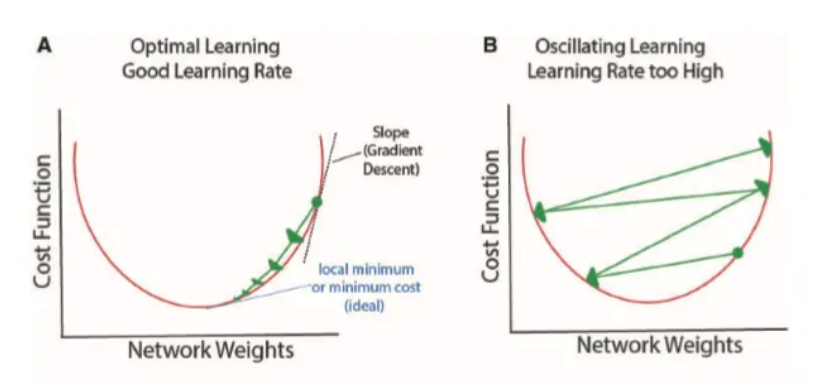 A
Optimal Learning
Good Learning Rate
Cost Function
Slope
(Gradient
Descent)
local minimum
or minimum cost
(ideal)
Network Weights
B
Oscillating Learning
Learning Rate too High
Cost Function
Network Weights